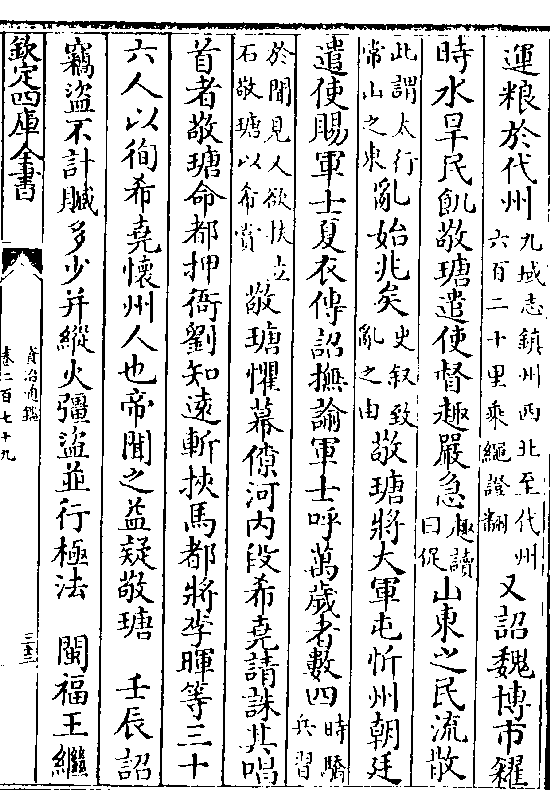 運粮於代州九域志鎮州西北至代州六百二十里乗繩證翻又詔魏博市糴
時水旱民飢敬瑭遣使督趣嚴急趣讀曰促山東之民流散
此謂太行常山之東亂始兆矣史叙致亂之由敬瑭將大軍屯忻州朝廷
遣使賜軍士夏衣傳詔撫諭軍士呼萬歲者數四時驕兵習
於聞見人欲扶立石敬瑭以希賞敬瑭懼幕僚河内段希堯請誅其唱
首者敬瑭命都押衙劉知遠斬挾馬都將李暉等三十
六人以徇希堯懷州人也帝聞之益疑敬瑭 壬辰詔
竊盜不計贓多少并縱火彊盜並行極法 閩福王繼
欽定四庫全書
資治通鑑
卷二百七十九
三三